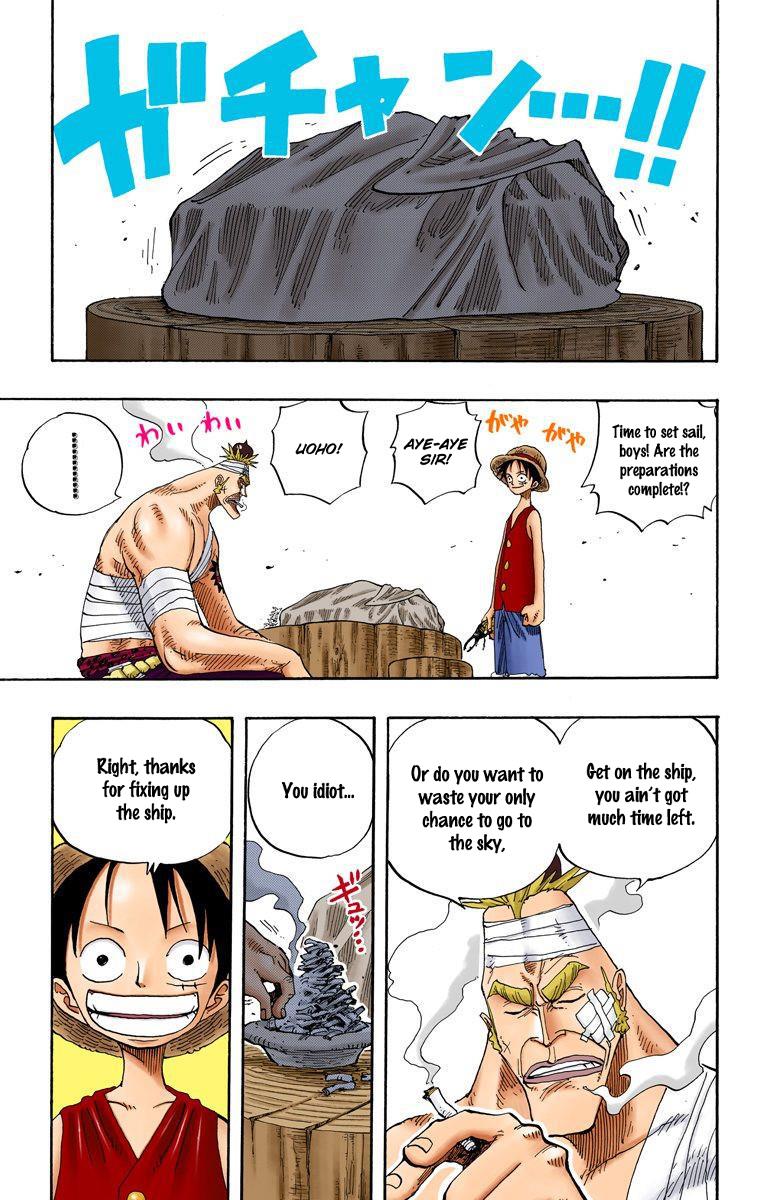 ガチャン…!!
Time to set sail,
boys! Are the
preparations
complete!?
がや
がや
AYE-AYE
SIR!
UOHO!
わい
わい
..........
Get on the ship,
you ain't got
much time left.
Or do you want to
waste your only
chance to go to
the sky,
You idiot...
ギュッ…
Right, thanks
for fixing up
the ship.